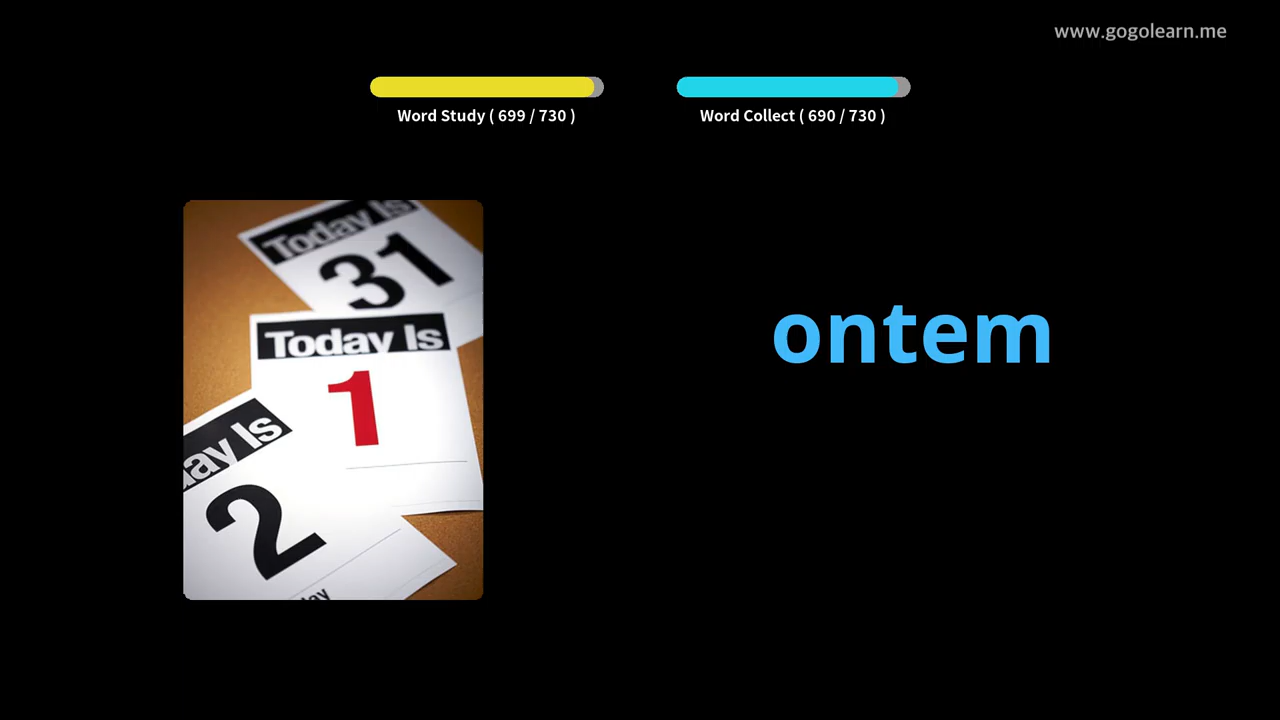 www.gogolearn.me
Word Study ( 699 / 730 )
Word Collect ( 690 / 730 )
Today Is
31
Today Is
1
ontem
ay Is
2